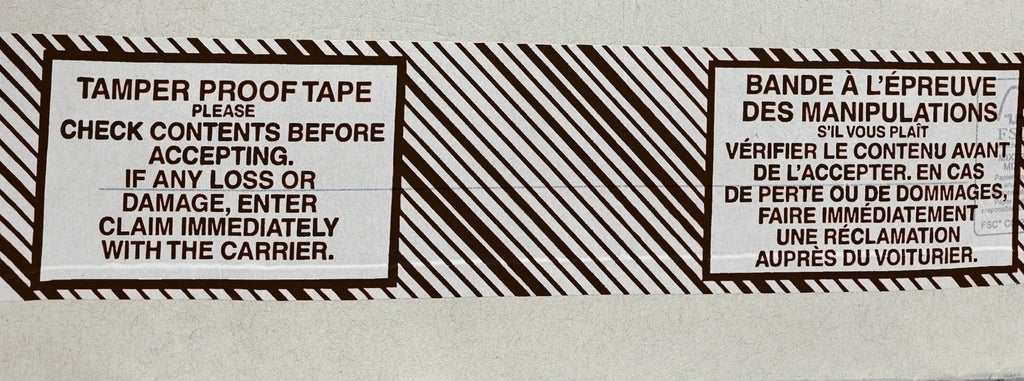 TAMPER PROOF TAPE
PLEASE
CHECK CONTENTS BEFORE
ACCEPTING.
IF ANY LOSS OR
DAMAGE, ENTER
CLAIM IMMEDIATELY
WITH THE CARRIER.
BANDE À L'ÉPREUVE
DES MANIPULATIONS
S'IL VOUS PLAÎT
VÉRIFIER LE CONTENU AVANT
DE L'ACCEPTER. EN CAS
DE PERTE OU DE DOMMAGES,
FAIRE IMMÉDIATEMENT
UNE RÉCLAMATION
AUPRÈS DU VOITURIER.